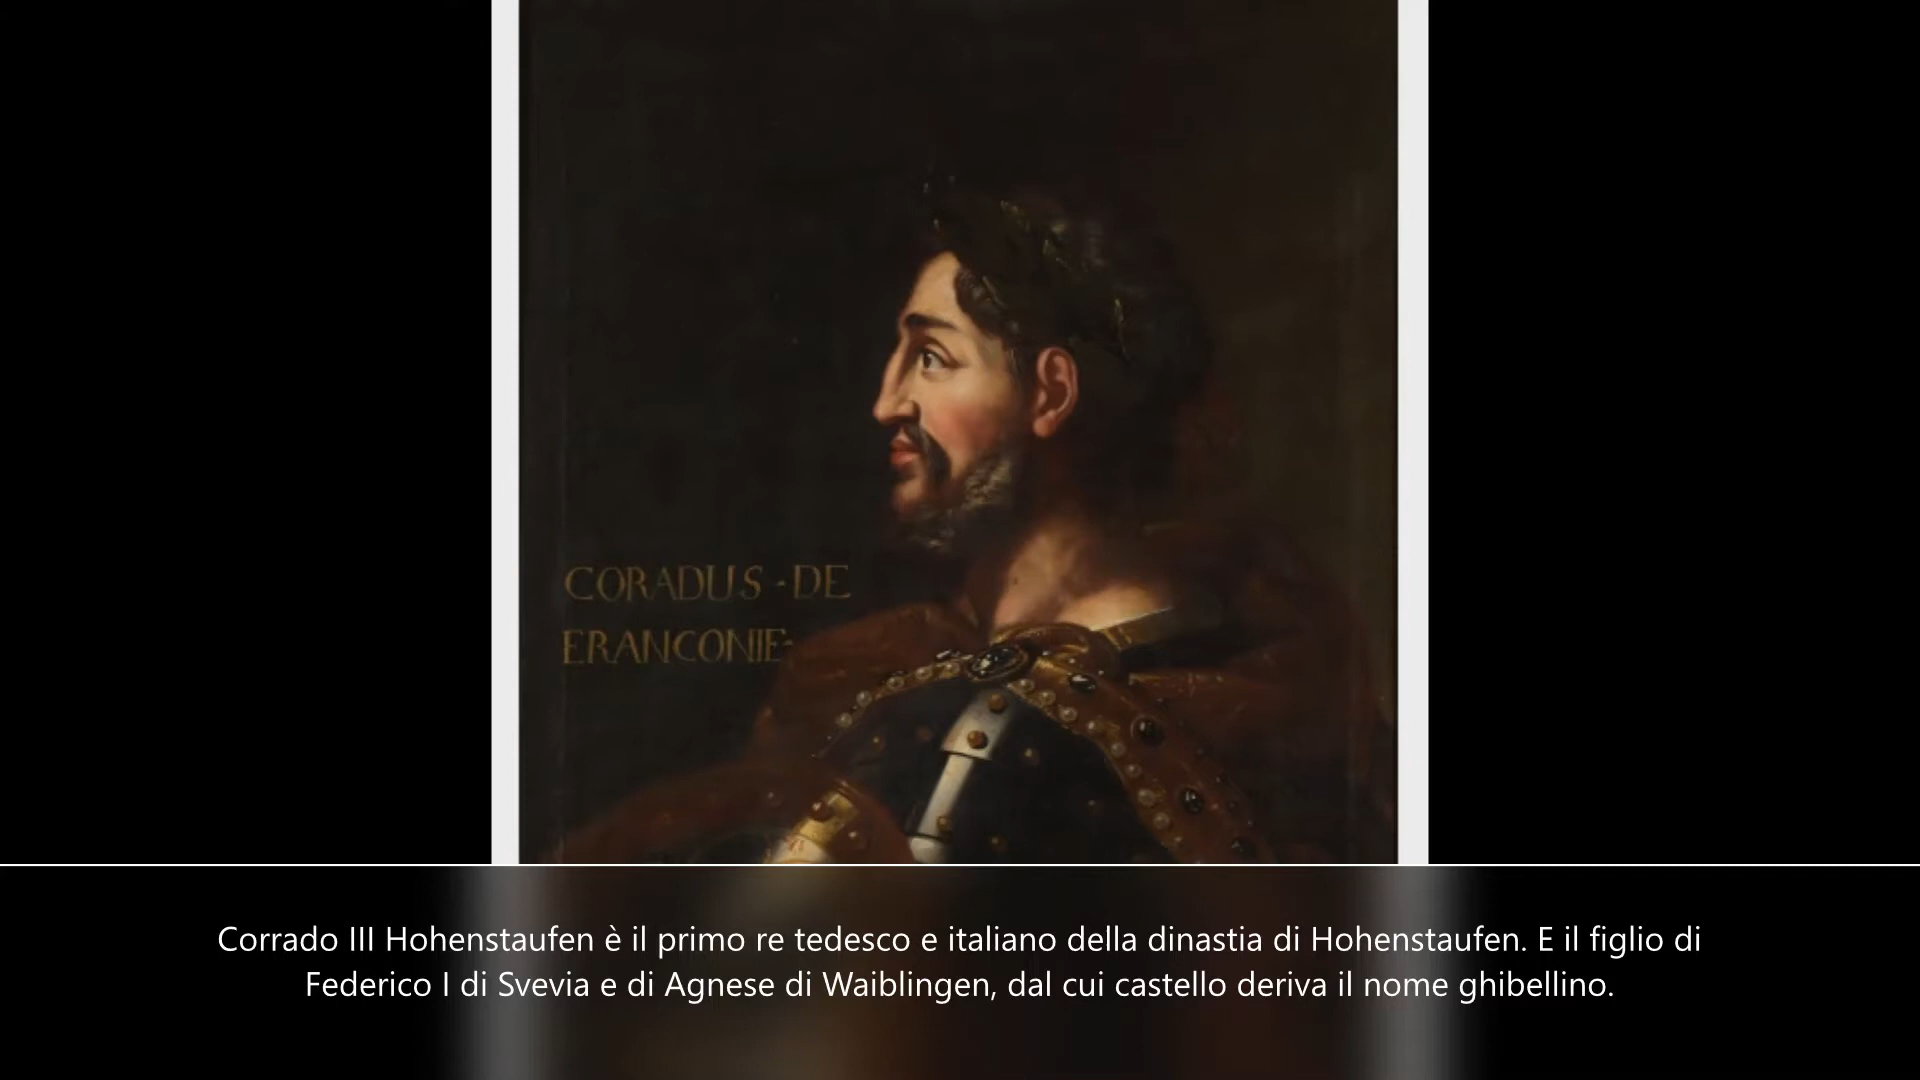 CORADUS - DE
ERANCONIE-
Corrado III Hohenstaufen è il primo re tedesco e italiano della dinastia di Hohenstaufen. E il figlio di
Federico I di Svevia e di Agnese di Waiblingen, dal cui castello deriva il nome ghibellino.